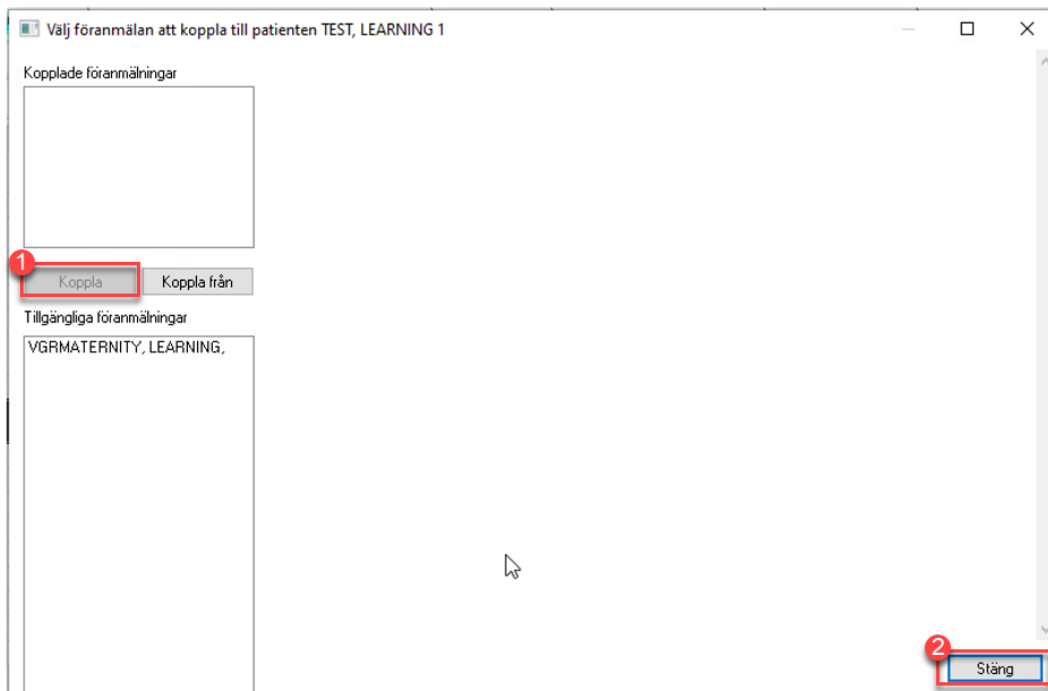 Välj föranmälan att koppla till patienten TEST, LEARNING 1
Kopplade föranmälningar
1
Koppla
Koppla från
Tillgängliga föranmälningar
VGRMATERNITY, LEARNING,
2
Stäng